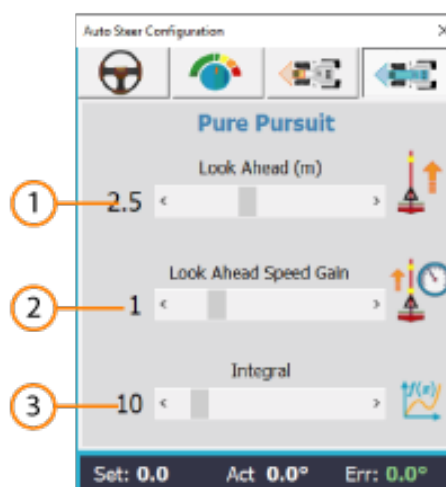 Auto Steer Configuration
Pure Pursuit
Look Ahead (m)
1 2.5
Look Ahead Speed Gain
2 1
Integral
3 10
f(x)
Set: 0.0 Act 0.0° Err: 0.0°